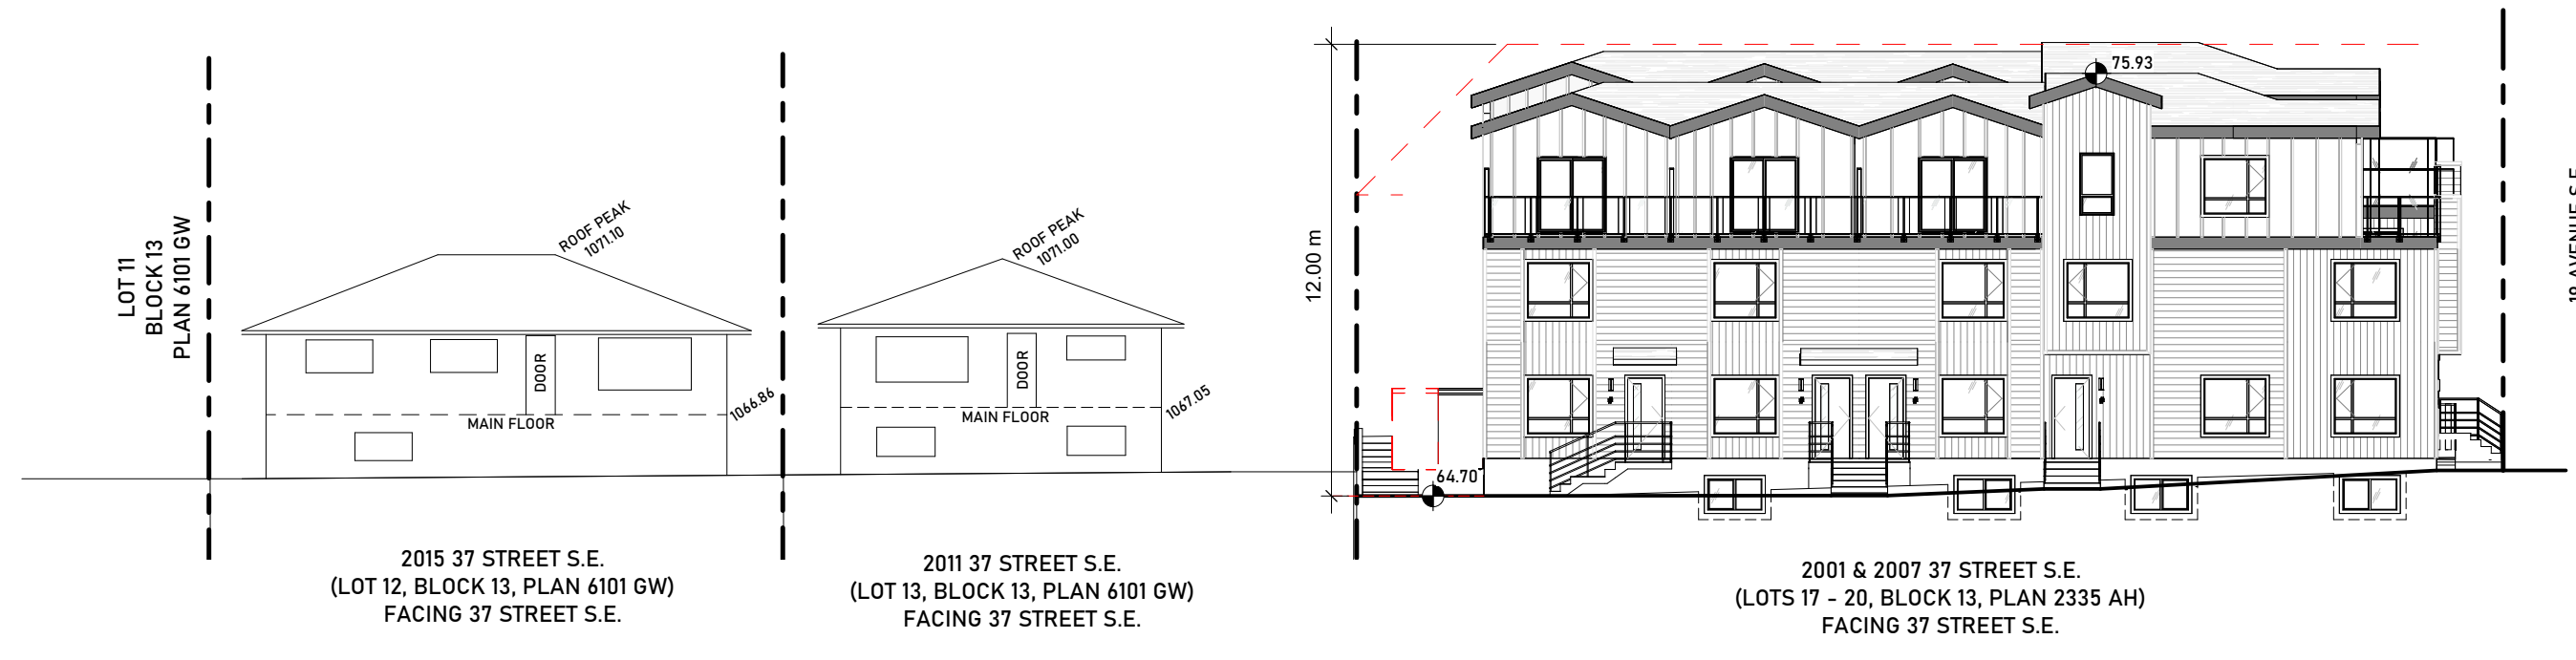 LOT 11
BLOCK 13
PLAN 6101 GW
ROOF PEAK
1071.10
DOOR
MAIN FLOOR
1066.86
2015 37 STREET S.E.
(LOT 12, BLOCK 13, PLAN 6101 GW)
FACING 37 STREET S.E.
ROOF PEAK
1071.00
DOOR
MAIN FLOOR
1067.05
2011 37 STREET S.E.
(LOT 13, BLOCK 13, PLAN 6101 GW)
FACING 37 STREET S.E.
12.00 m
75.93
64.70
2001 & 2007 37 STREET S.E.
(LOTS 17 - 20, BLOCK 13, PLAN 2335 AH)
FACING 37 STREET S.E.